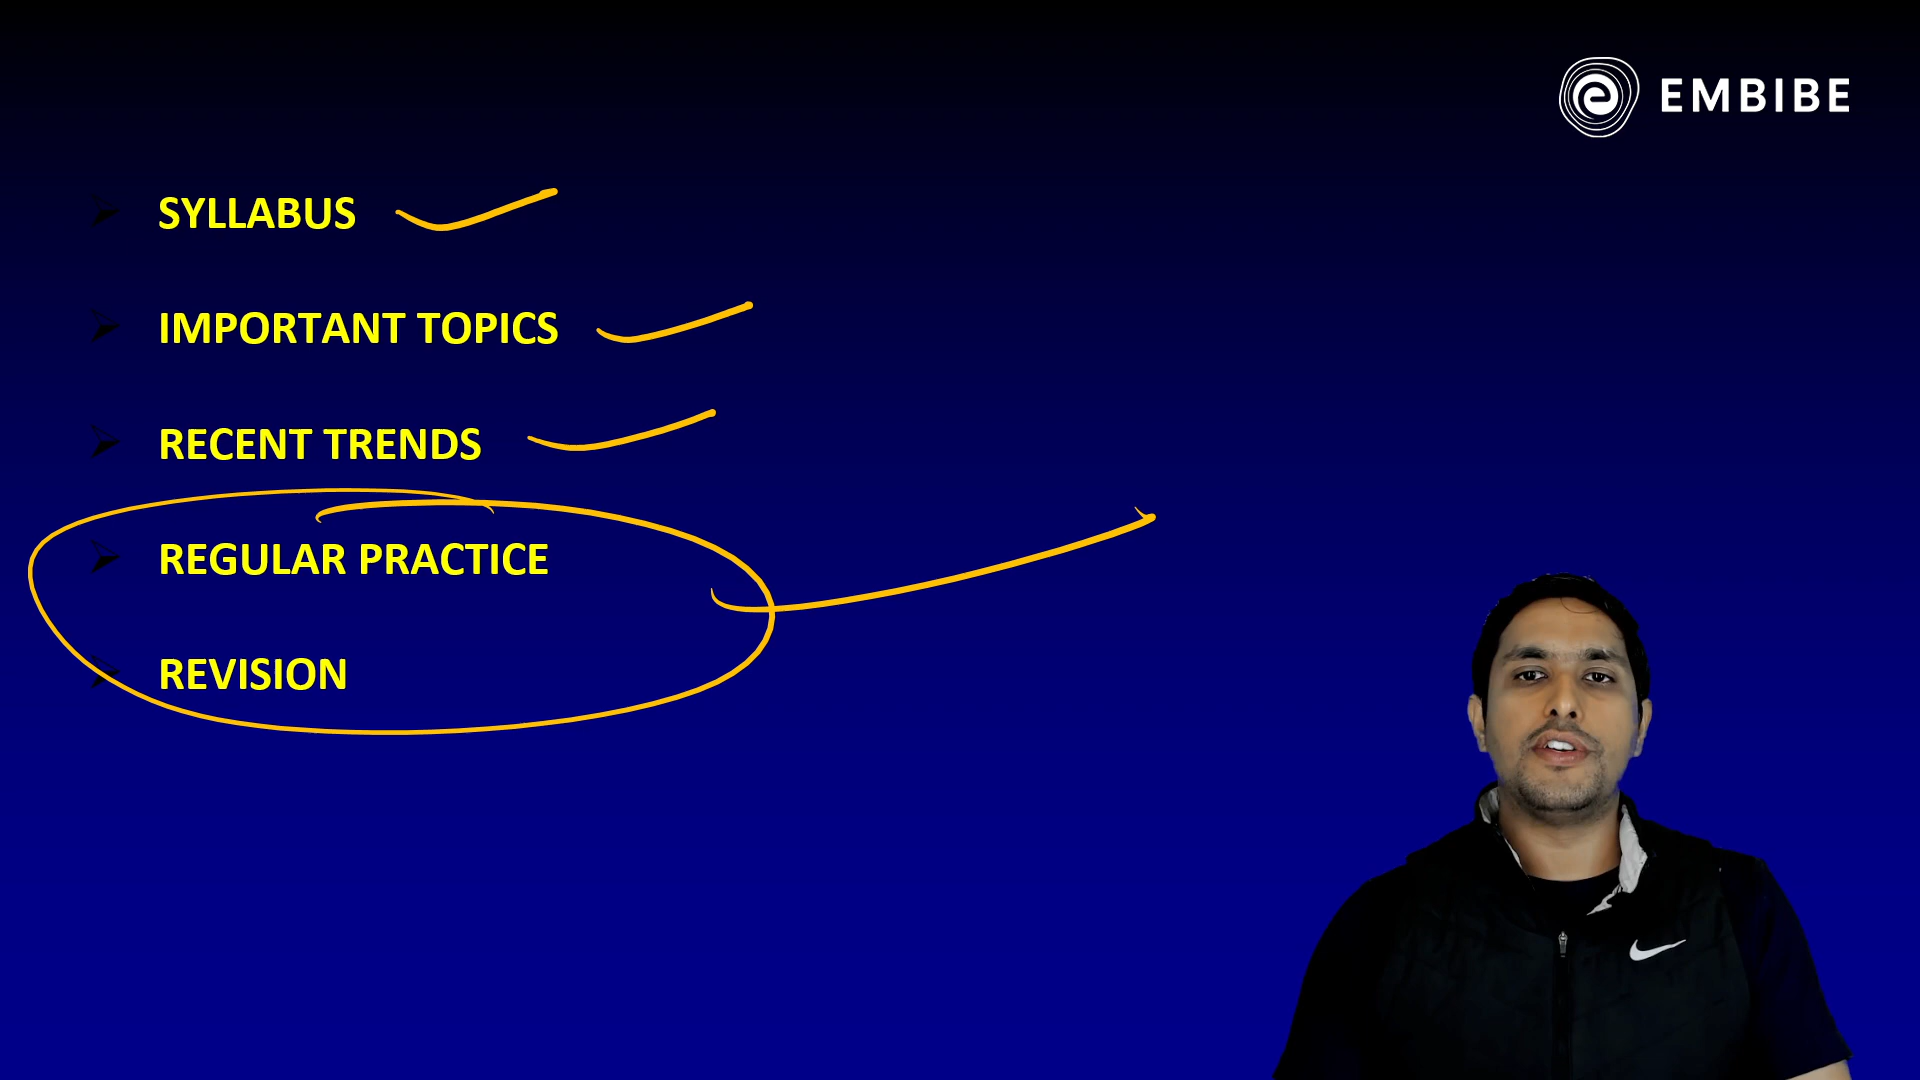 EMBIBE
SYLLABUS
IMPORTANT TOPICS
RECENT TRENDS
REGULAR PRACTICE
REVISION